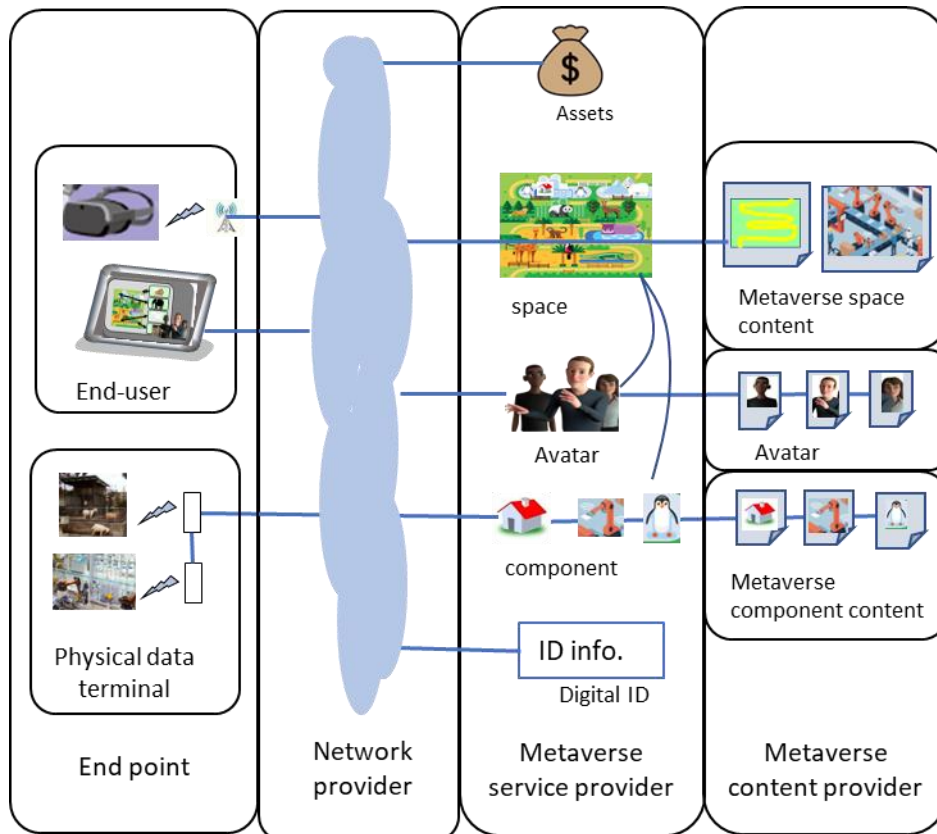 $
Assets
space
Metaverse space
content
End-user
Avatar
Avatar
component
Metaverse
component content
Physical data
terminal
ID info.
Digital ID
End point
Network
provider
Metaverse
service provider
Metaverse
content provider